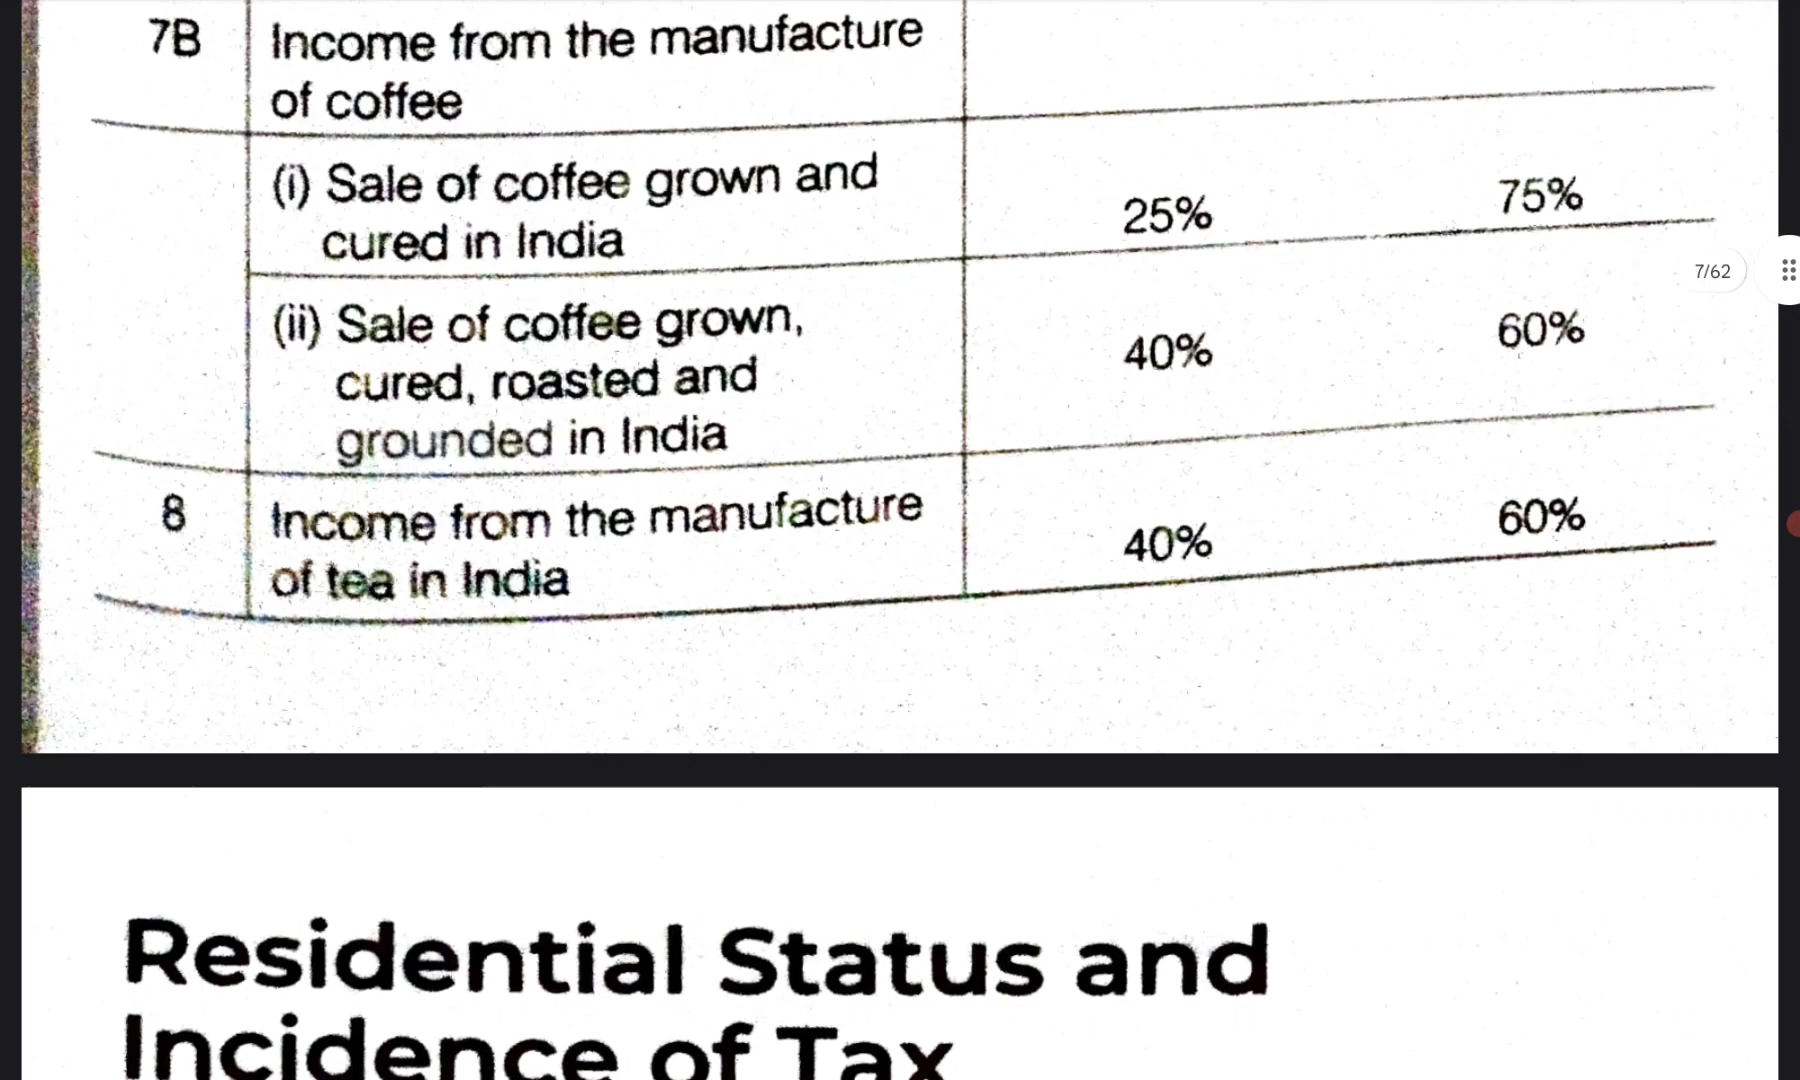 7B Income from the manufacture
of coffee
(i) Sale of coffee grown and
cured in India 25% 75%
7/62
(ii) Sale of coffee grown,
cured, roasted and 40% 60%
grounded in India
8 Income from the manufacture
of tea in India 40% 60%
Residential Status and
Incidence of Tax